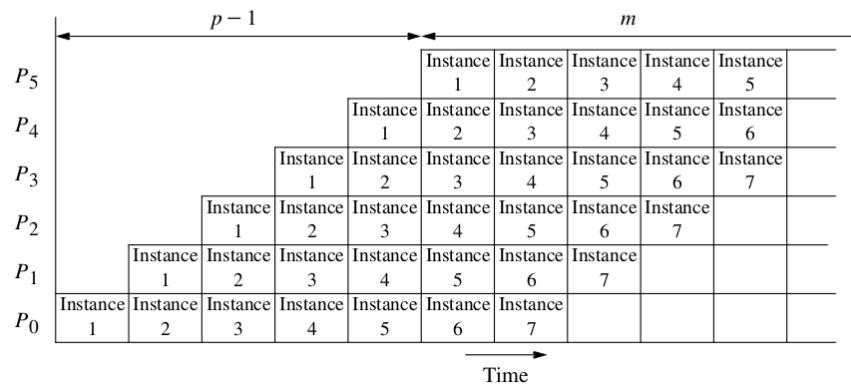 p − 1 m
P5 Instance 1 Instance 2 Instance 3 Instance 4 Instance 5
P4 Instance 1 Instance 2 Instance 3 Instance 4 Instance 5 Instance 6
P3 Instance 1 Instance 2 Instance 3 Instance 4 Instance 5 Instance 6 Instance 7
P2 Instance 1 Instance 2 Instance 3 Instance 4 Instance 5 Instance 6 Instance 7
P1 Instance 1 Instance 2 Instance 3 Instance 4 Instance 5 Instance 6 Instance 7
P0 Instance 1 Instance 2 Instance 3 Instance 4 Instance 5 Instance 6 Instance 7
Time